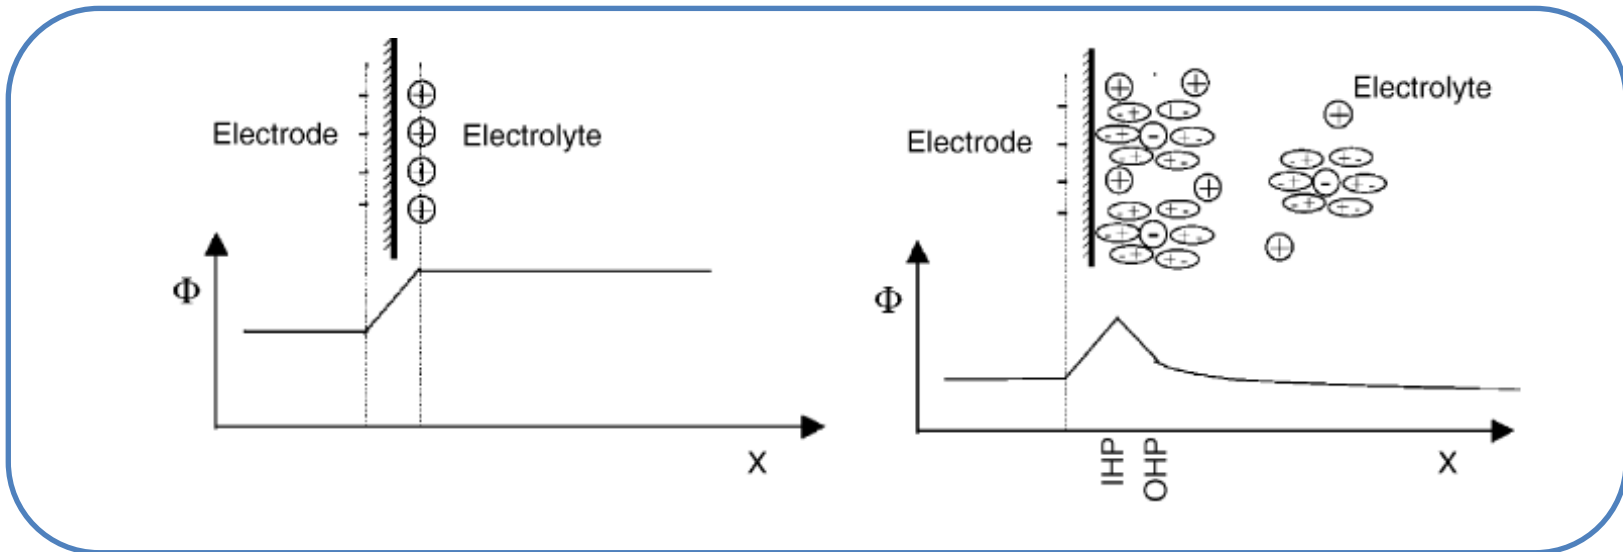 Electrode
Electrolyte
Φ
X
Electrolyte
Electrode
Φ
IHP
OHP
X